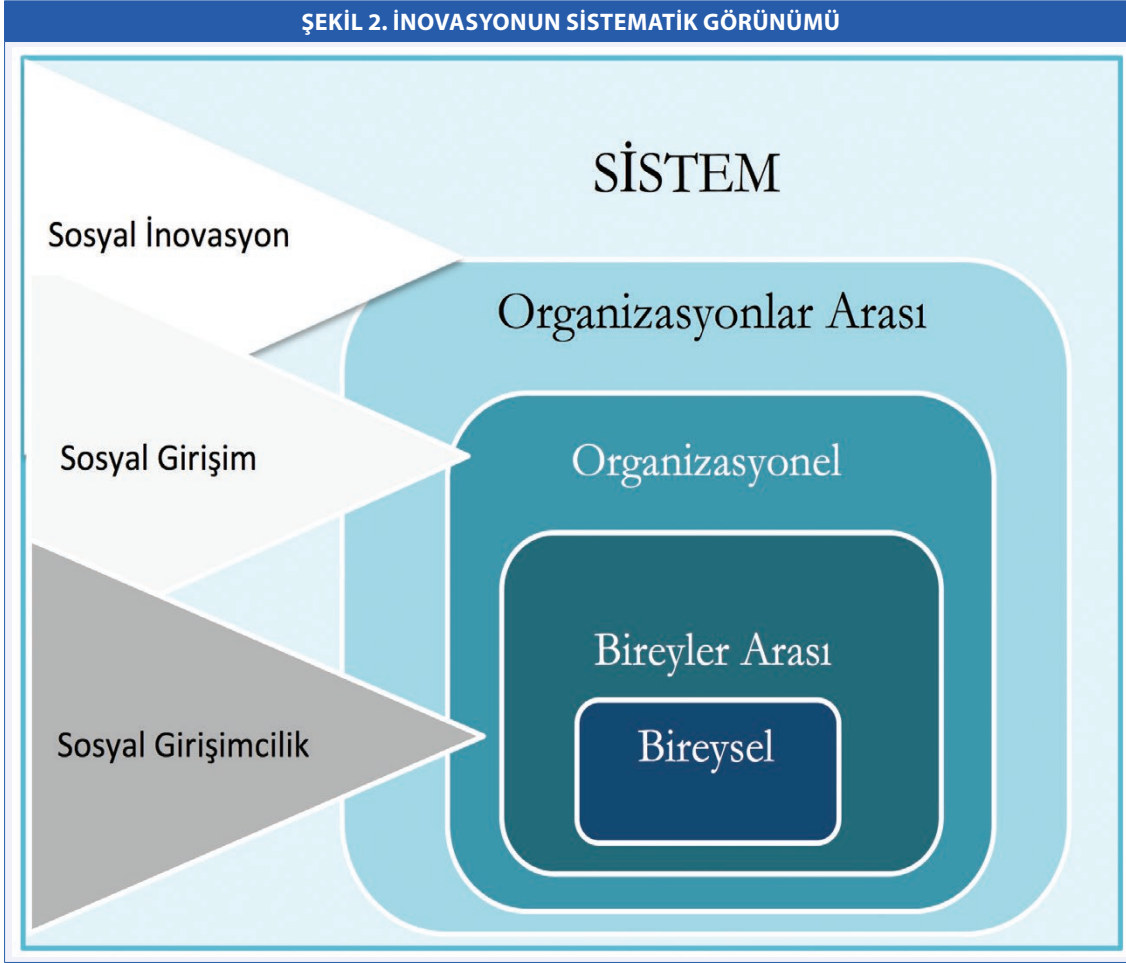 ŞEKİL 2. İNOVASYONUN SİSTEMATİK GÖRÜNÜMÜ
SİSTEM
Sosyal İnovasyon
Organizasyonlar Arası
Sosyal Girişim
Organizasyonel
Bireyler Arası
Sosyal Girişimcilik
Bireysel